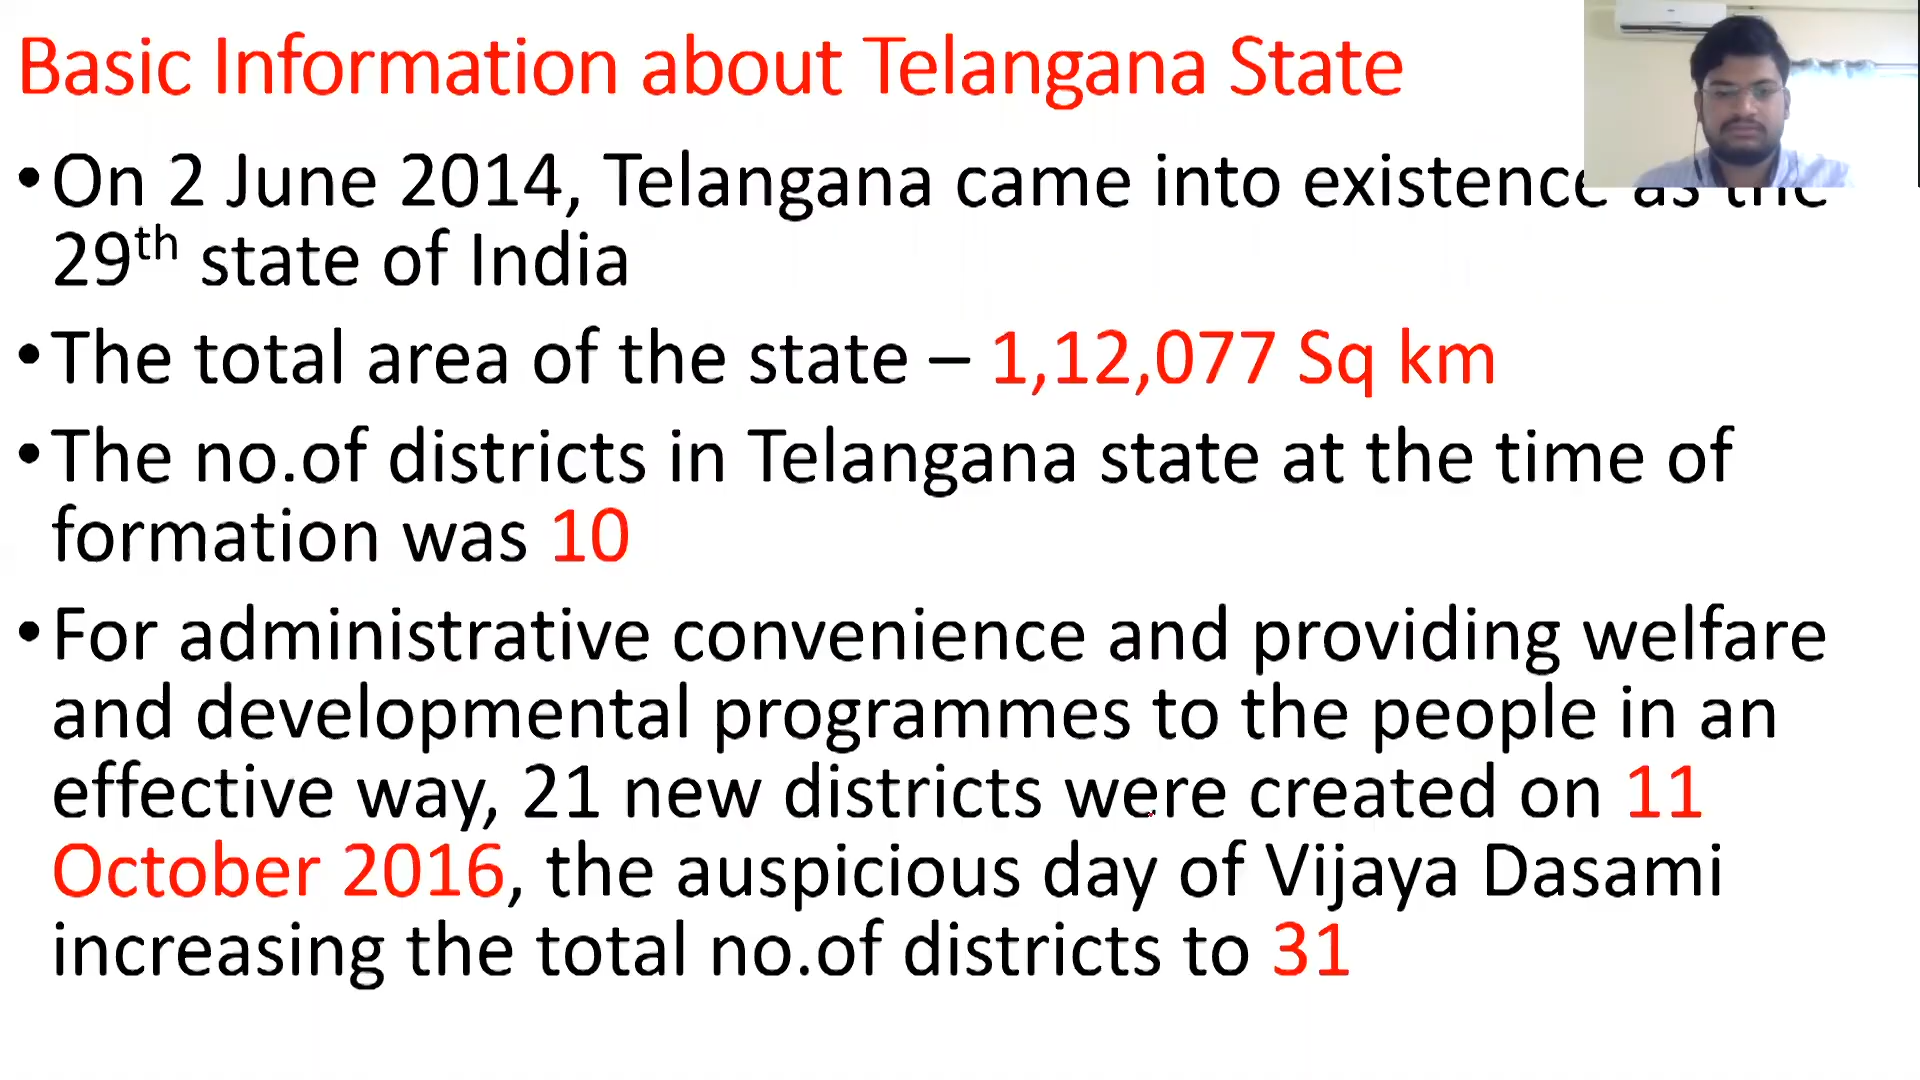 Basic Information about Telangana State
•On 2 June 2014, Telangana came into existence as the
29th state of India
•The total area of the state – 1,12,077 Sq km
•The no.of districts in Telangana state at the time of
formation was 10
•For administrative convenience and providing welfare
and developmental programmes to the people in an
effective way, 21 new districts were created on 11
October 2016, the auspicious day of Vijaya Dasami
increasing the total no.of districts to 31